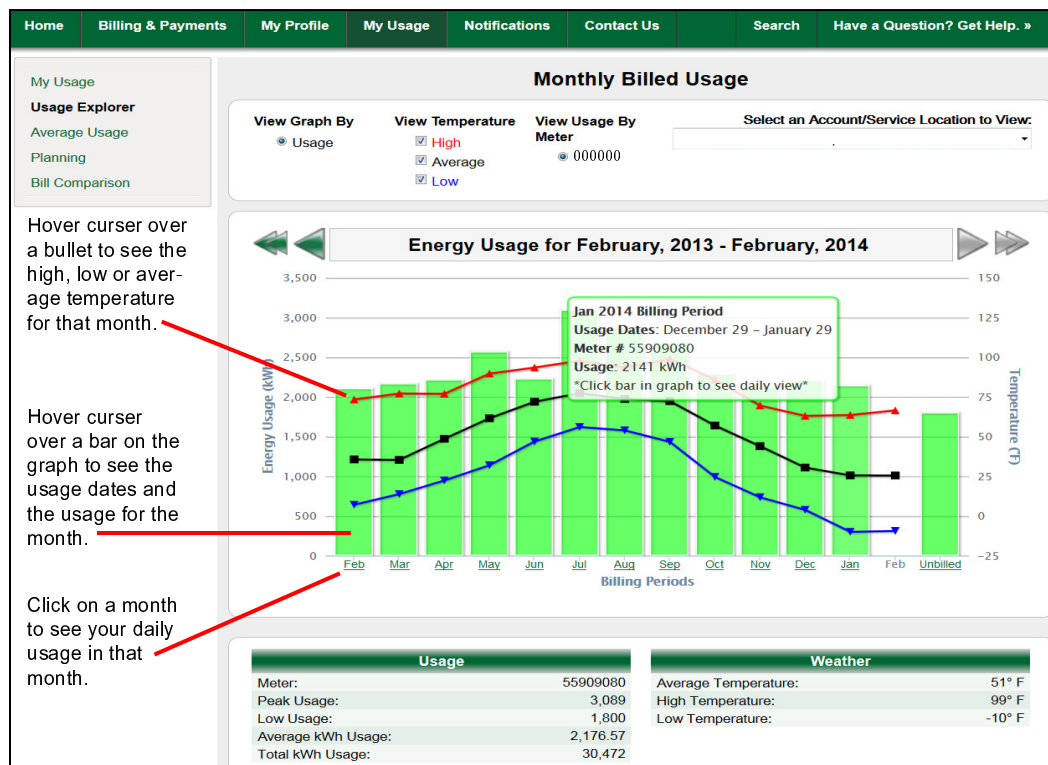 Home Billing & Payments My Profile My Usage Notifications Contact Us Search Have a Question? Get Help. »
My Usage
Usage Explorer
Average Usage
Planning
Bill Comparison
Monthly Billed Usage
View Graph By
Usage
View Temperature
High
Average
Low
View Usage By
Meter
000000
Select an Account/Service Location to View:
Hover curser over
a bullet to see the
high, low or aver-
age temperature
for that month.
Hover curser
over a bar on the
graph to see the
usage dates and
the usage for the
month.
Click on a month
to see your daily
usage in that
month.
Energy Usage for February, 2013 - February, 2014
Energy Usage (kWh)
3,500
3,000
2,500
2,000
1,500
1,000
500
0
Jan 2014 Billing Period
Usage Dates: December 29 – January 29
Meter # 55909080
Usage: 2141 kWh
*Click bar in graph to see daily view*
150
125
100
75
50
25
0
-25
Temperature (°F)
Feb Mar Apr May Jun Jul Aug Sep Oct Nov Dec Jan Feb Unbilled
Billing Periods
Usage
Meter: 55909080
Peak Usage: 3,089
Low Usage: 1,800
Average kWh Usage: 2,176.57
Total kWh Usage: 30,472
Weather
Average Temperature: 51° F
High Temperature: 99° F
Low Temperature: -10° F